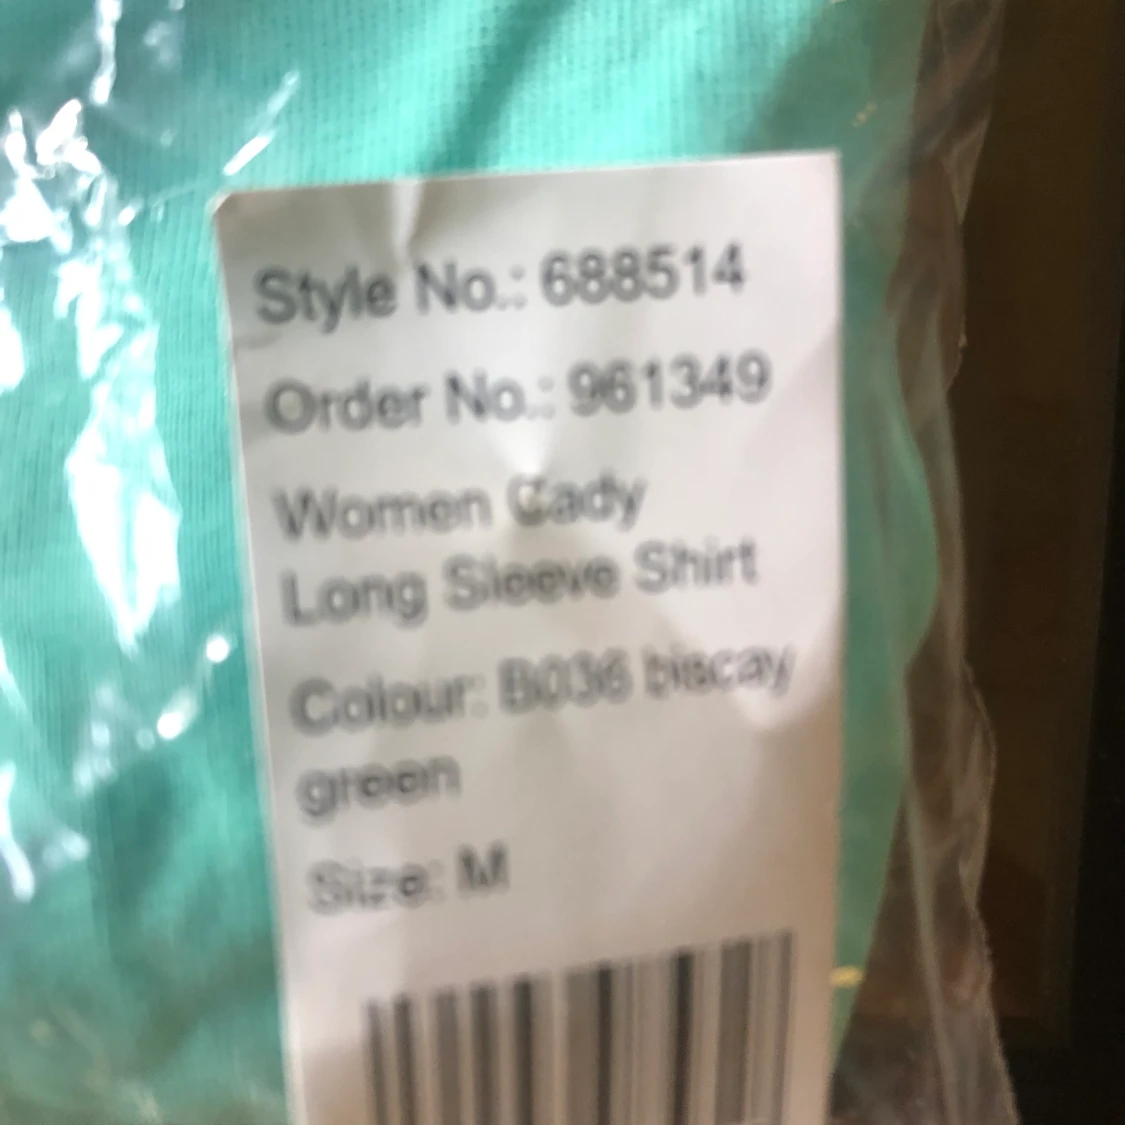 Style No.: 688514
Order No.: 961349
Women Cady
Long Sleeve Shirt
Colour: B036 biscay
green
Size: M